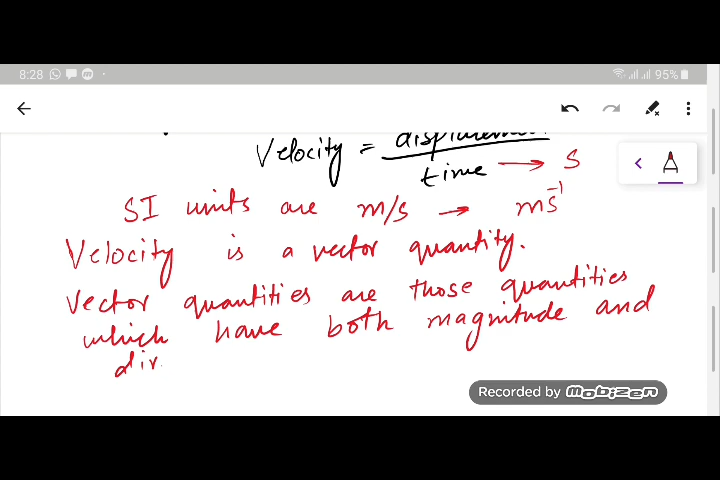 8:28
95%
Velocity = displacement
time → s
SI units are m/s → ms⁻¹
Velocity is a vector quantity.
Vector quantities are those quantities
which have both magnitude and
dir
Recorded by mobizen